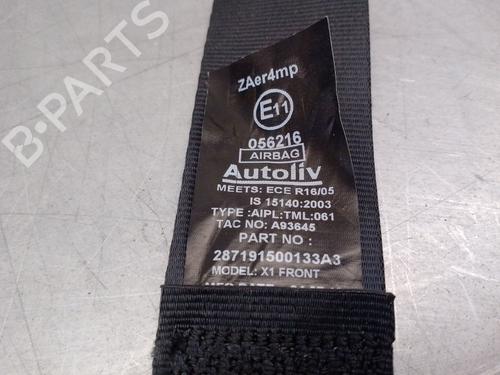 B-PARTS
ZAer4mp
E11
056216
AIRBAG
Autoliv
MEETS: ECE R16/05
IS 15140:2003
TYPE :AIPL:TML:061
TAC NO: A93645
PART NO :
287191500133A3
MODEL: X1 FRONT